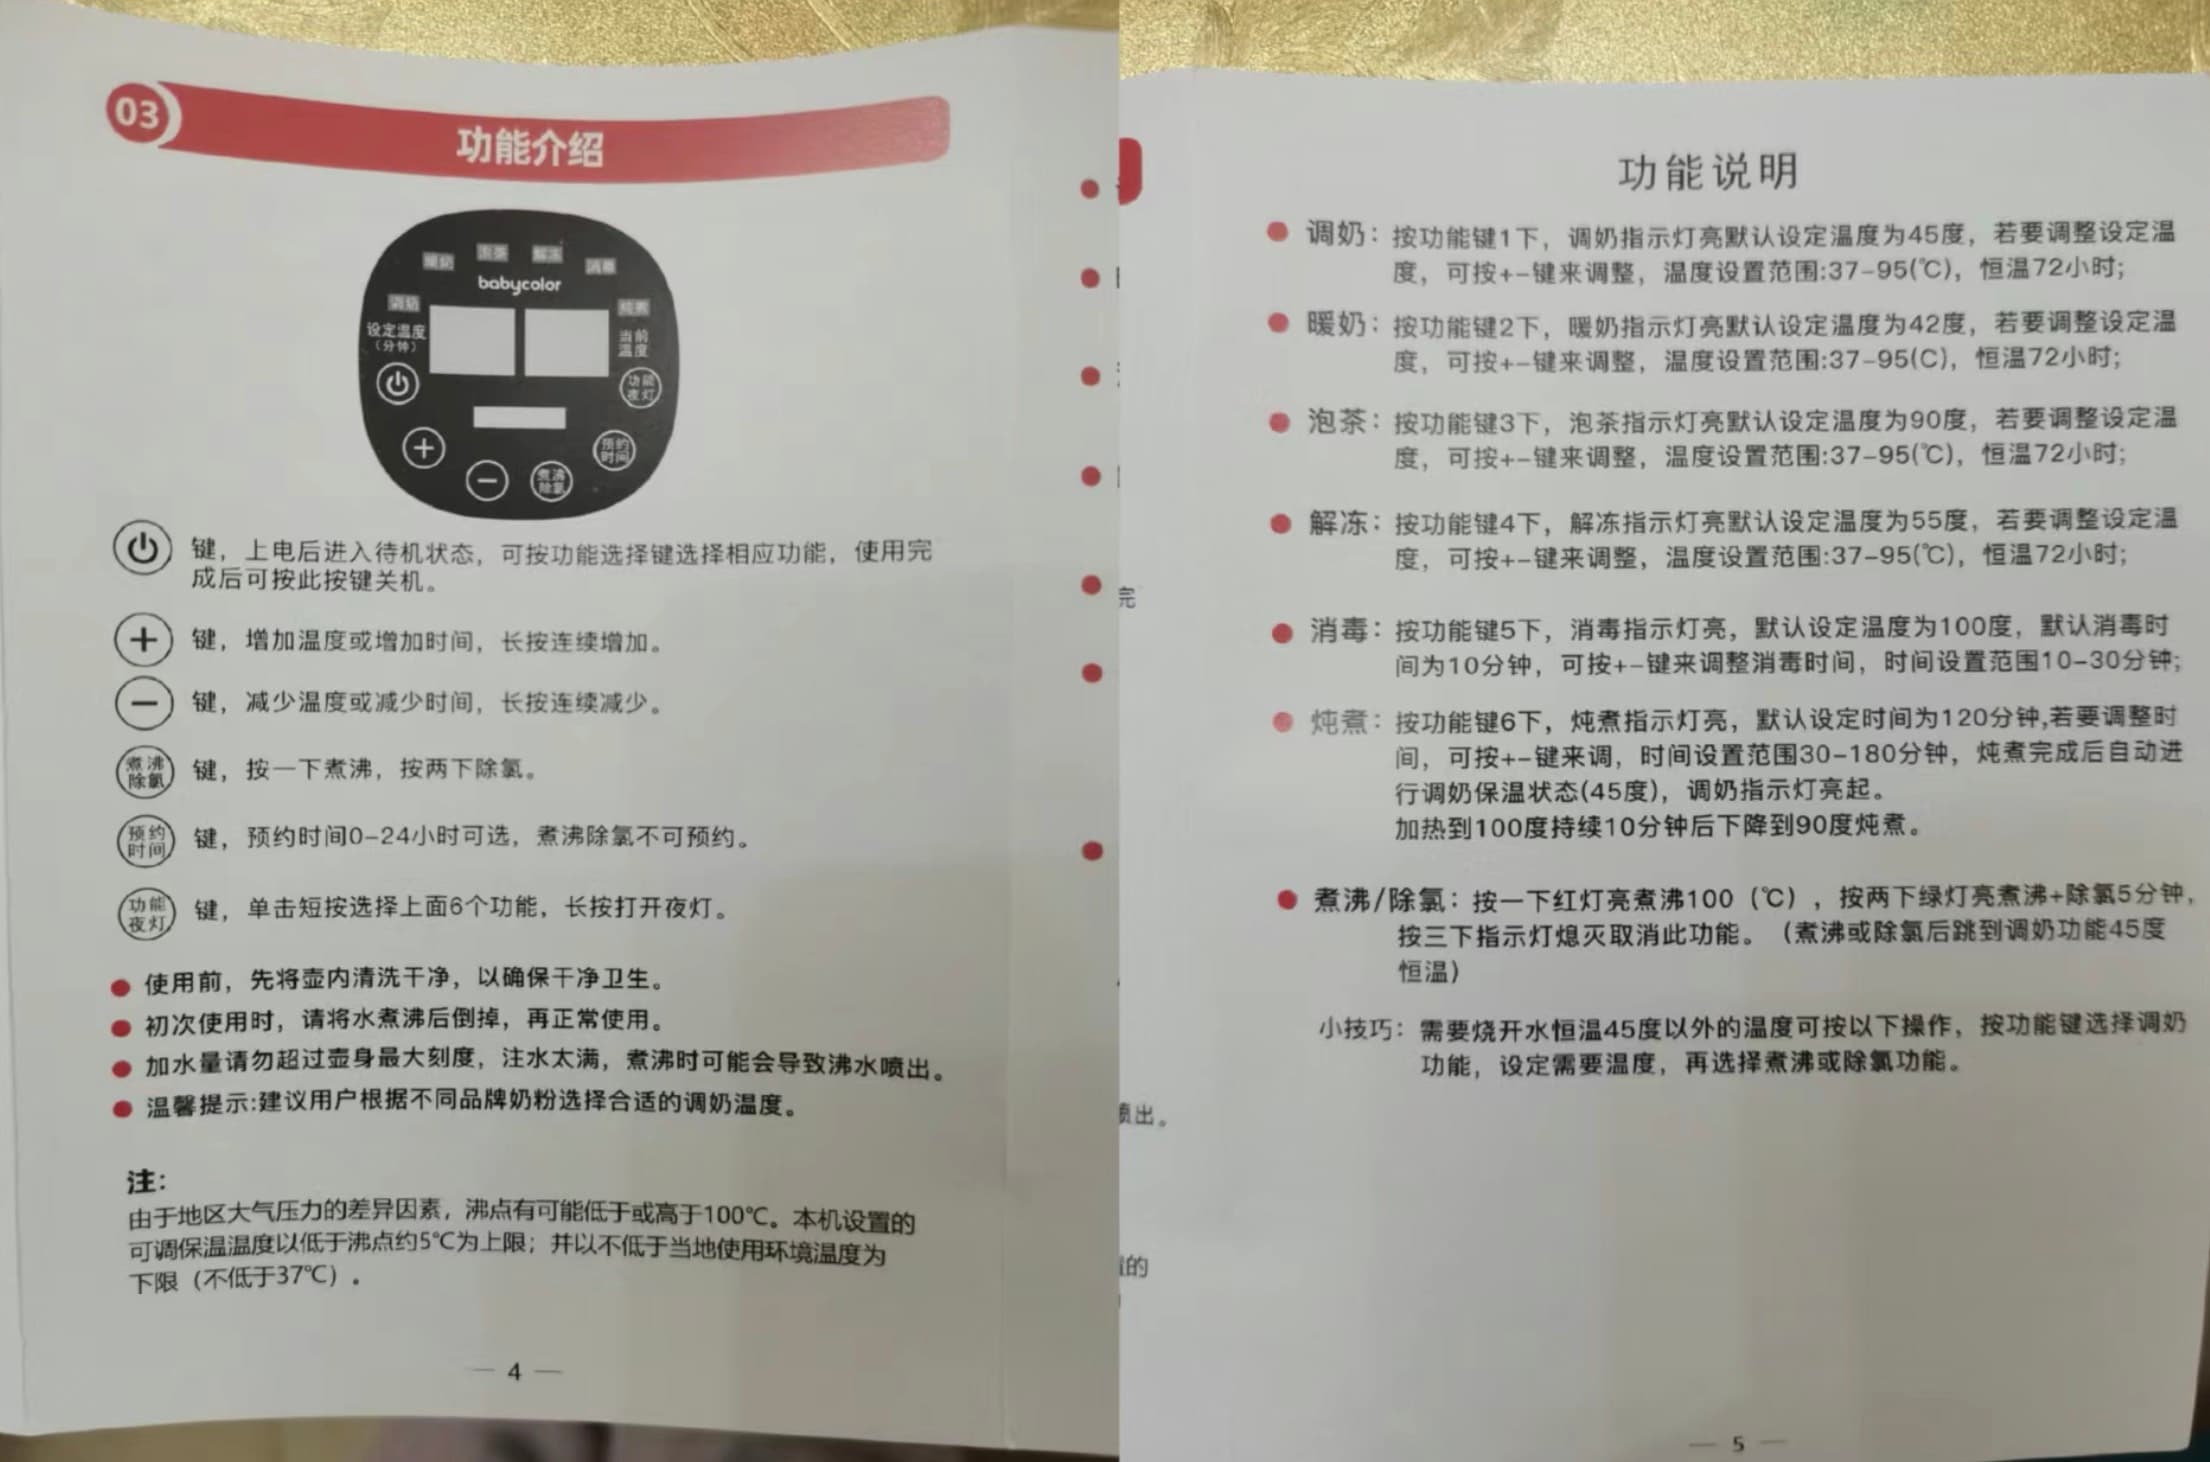 03
功能介绍
暖奶 泡茶 解冻 消毒
babycolor
调奶 炖煮
设定温度
(分钟)
当前
温度
功能
夜灯
预约
时间
煮沸
除氯
键，上电后进入待机状态，可按功能选择键选择相应功能，使用完
成后可按此按键关机。
键，增加温度或增加时间，长按连续增加。
键，减少温度或减少时间，长按连续减少。
煮沸
除氯
键，按一下煮沸，按两下除氯。
预约
时间
键，预约时间0-24小时可选，煮沸除氯不可预约。
功能
夜灯
键，单击短按选择上面6个功能，长按打开夜灯。
使用前，先将壶内清洗干净，以确保干净卫生。
初次使用时，请将水煮沸后倒掉，再正常使用。
加水量请勿超过壶身最大刻度，注水太满，煮沸时可能会导致沸水喷出。
温馨提示:建议用户根据不同品牌奶粉选择合适的调奶温度。
注:
由于地区大气压力的差异因素，沸点有可能低于或高于100℃。本机设置的
可调保温温度以低于沸点约5℃为上限；并以不低于当地使用环境温度为
下限（不低于37℃）.
— 4 —
完
喷出。
置的
功能说明
调奶：按功能键1下，调奶指示灯亮默认设定温度为45度，若要调整设定温
度，可按+-键来调整，温度设置范围:37-95(℃)，恒温72小时;
暖奶：按功能键2下，暖奶指示灯亮默认设定温度为42度，若要调整设定温
度，可按+-键来调整，温度设置范围:37-95(C)，恒温72小时;
泡茶：按功能键3下，泡茶指示灯亮默认设定温度为90度，若要调整设定温
度，可按+-键来调整，温度设置范围:37-95(℃)，恒温72小时;
解冻：按功能键4下，解冻指示灯亮默认设定温度为55度，若要调整设定温
度，可按+-键来调整，温度设置范围:37-95(℃)，恒温72小时;
消毒：按功能键5下，消毒指示灯亮，默认设定温度为100度，默认消毒时
间为10分钟，可按+-键来调整消毒时间，时间设置范围10-30分钟;
炖煮：按功能键6下，炖煮指示灯亮，默认设定时间为120分钟,若要调整时
间，可按+-键来调，时间设置范围30-180分钟，炖煮完成后自动进
行调奶保温状态(45度)，调奶指示灯亮起。
加热到100度持续10分钟后下降到90度炖煮。
煮沸/除氯：按一下红灯亮煮沸100（℃），按两下绿灯亮煮沸+除氯5分钟，
按三下指示灯熄灭取消此功能。（煮沸或除氯后跳到调奶功能45度
恒温）
小技巧：需要烧开水恒温45度以外的温度可按以下操作，按功能键选择调奶
功能，设定需要温度，再选择煮沸或除氯功能。
— 5 —